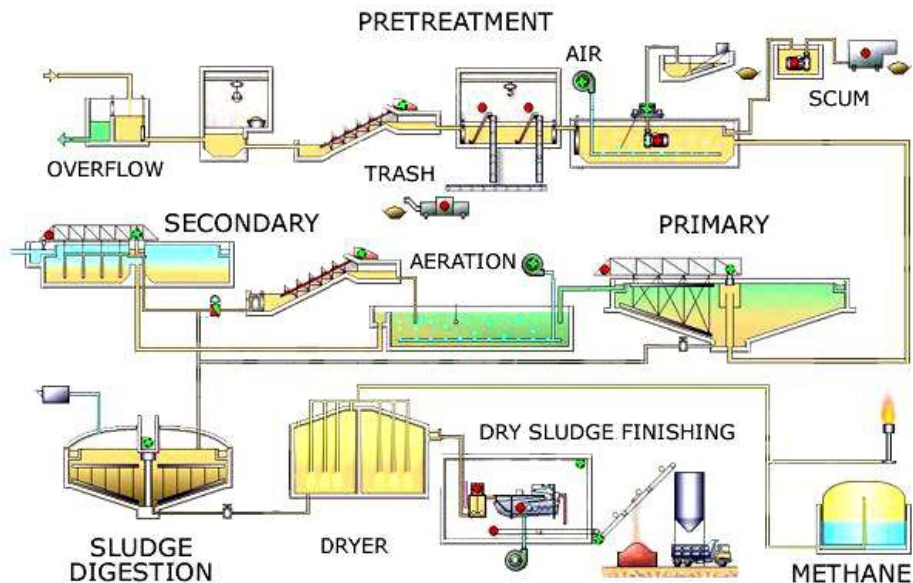 PRETREATMENT
AIR
SCUM
OVERFLOW
TRASH
SECONDARY
PRIMARY
AERATION
DRY SLUDGE FINISHING
SLUDGE
DIGESTION
DRYER
METHANE